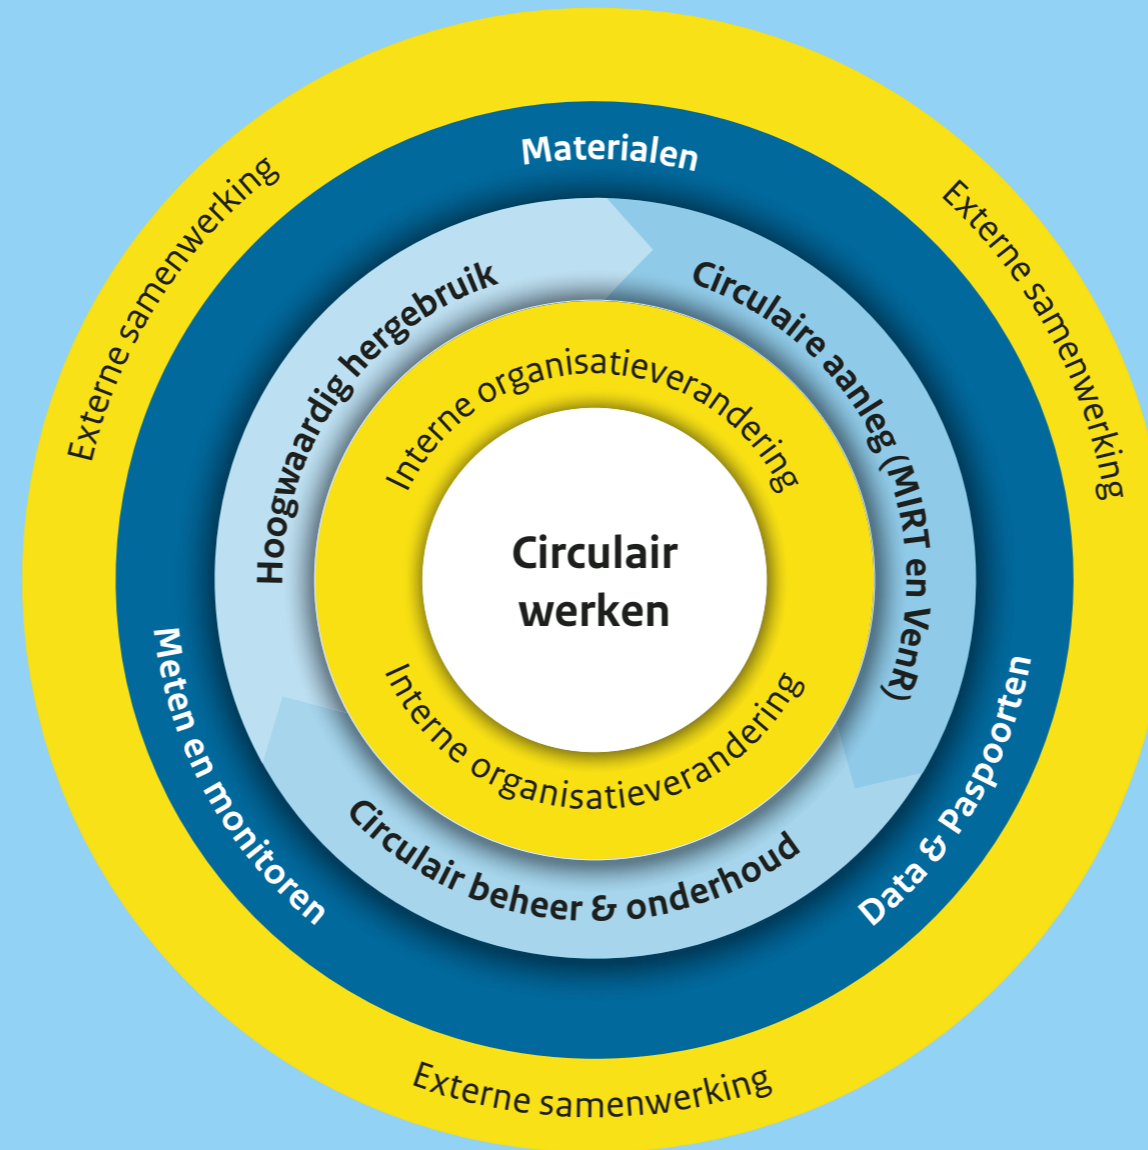 Materialen
Externe samenwerking
Externe samenwerking
Hoogwaardig hergebruik
Circulaire aanleg (MIRT en VenR)
Interne organisatieverandering
Circulair
werken
Interne organisatieverandering
Meten en monitoren
Data & Paspoorten
Circulair beheer & onderhoud
Externe samenwerking